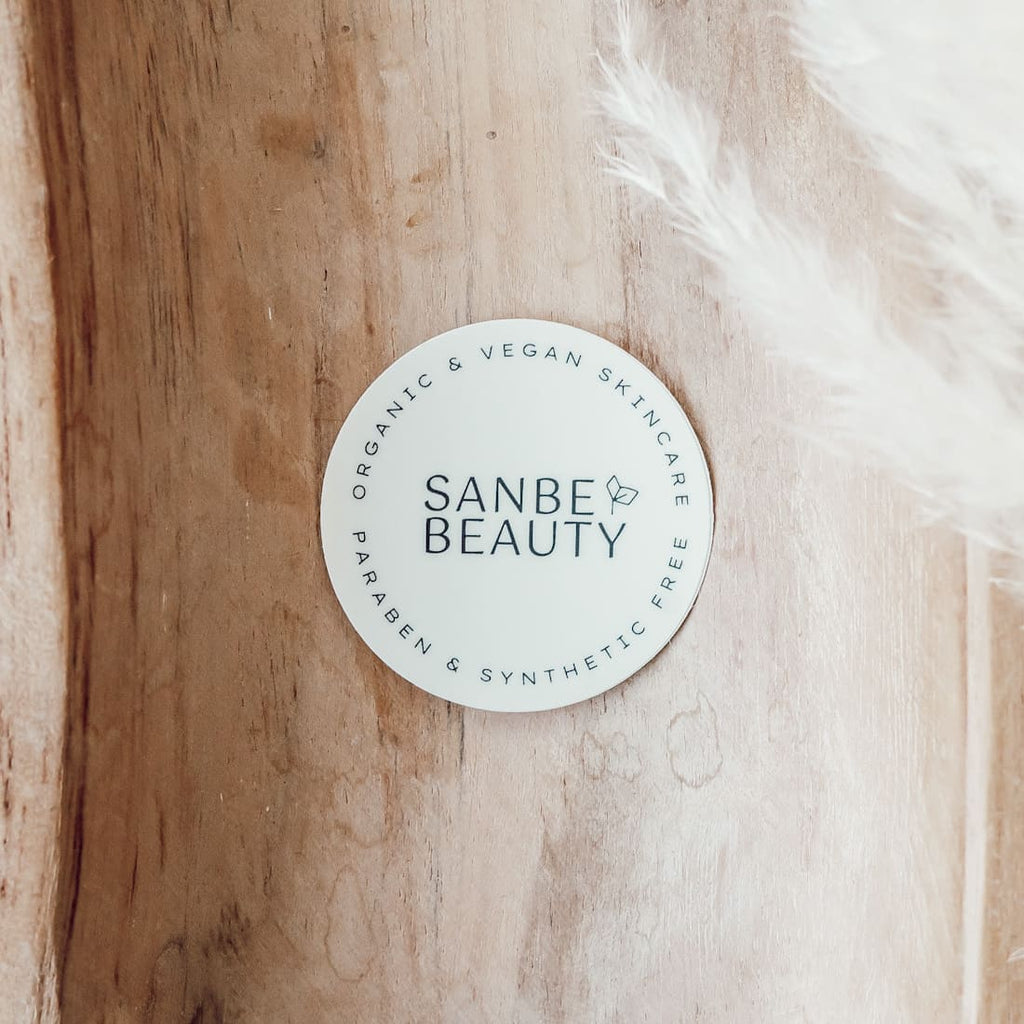 ORGANIC & VEGAN SKINCARE
SANBE
BEAUTY
PARABEN & SYNTHETIC FREE